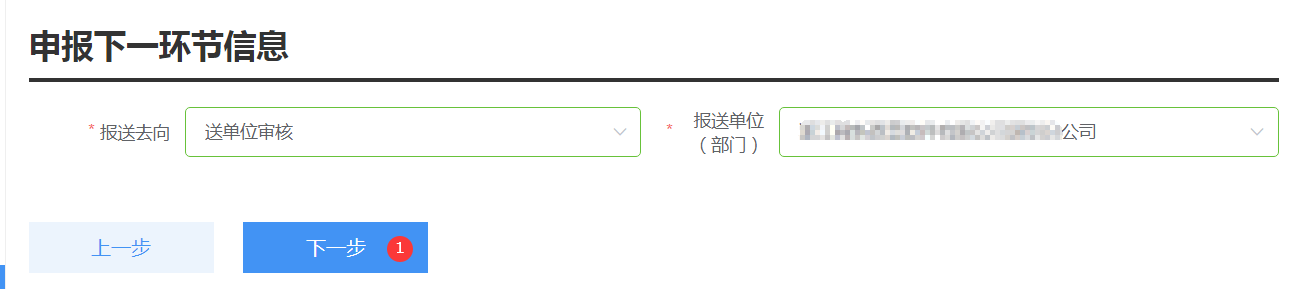 申报下一环节信息
* 报送去向
送单位审核
* 报送单位
（部门）
公司
上一步
下一步 1